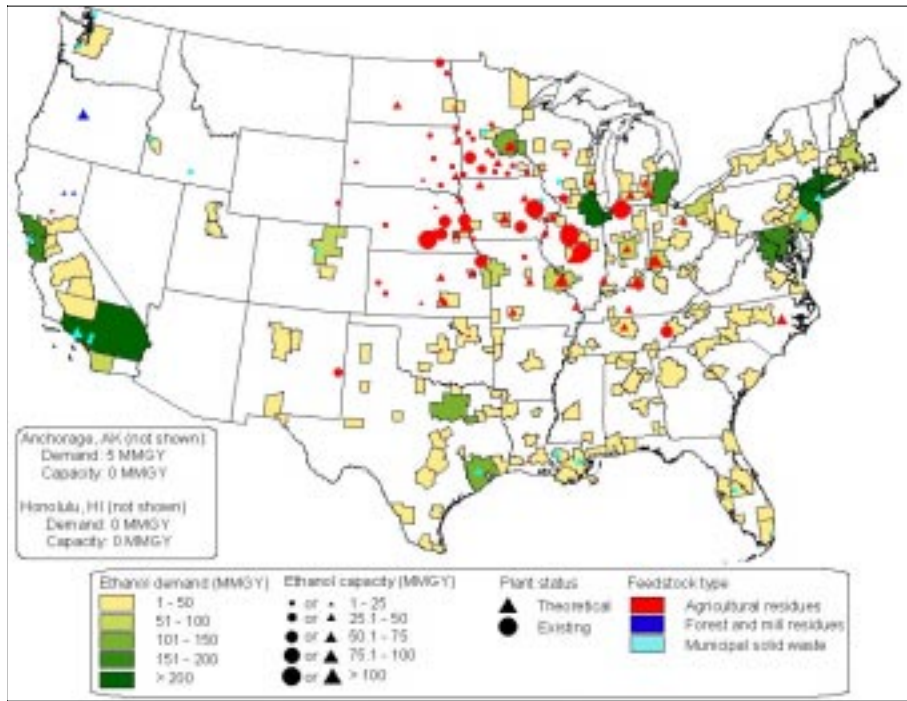 Anchorage, AK (not shown)
Demand: 5 MMGY
Capacity: 0 MMGY
Honolulu, HI (not shown)
Demand: 0 MMGY
Capacity: 0 MMGY
Ethanol demand (MMGY)
1 - 50
51 - 100
101 - 150
151 - 200
> 200
Ethanol capacity (MMGY)
or 1 - 25
or 25.1 - 50
or 50.1 - 75
or 75.1 - 100
or > 100
Plant status
Theoretical
Existing
Feedstock type
Agricultural residues
Forest and mill residues
Municipal solid waste